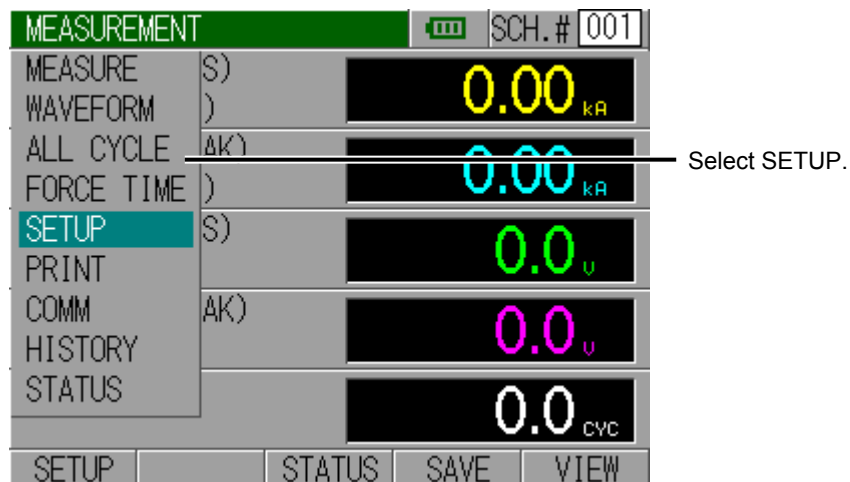 MEASUREMENT SCH.# 001
MEASURE S)
WAVEFORM )
0.00 kA
ALL CYCLE AK)
FORCE TIME )
0.00 kA
Select SETUP.
SETUP S)
PRINT
0.0 V
COMM AK)
HISTORY
0.0 V
STATUS
0.0 CYC
SETUP STATUS SAVE VIEW